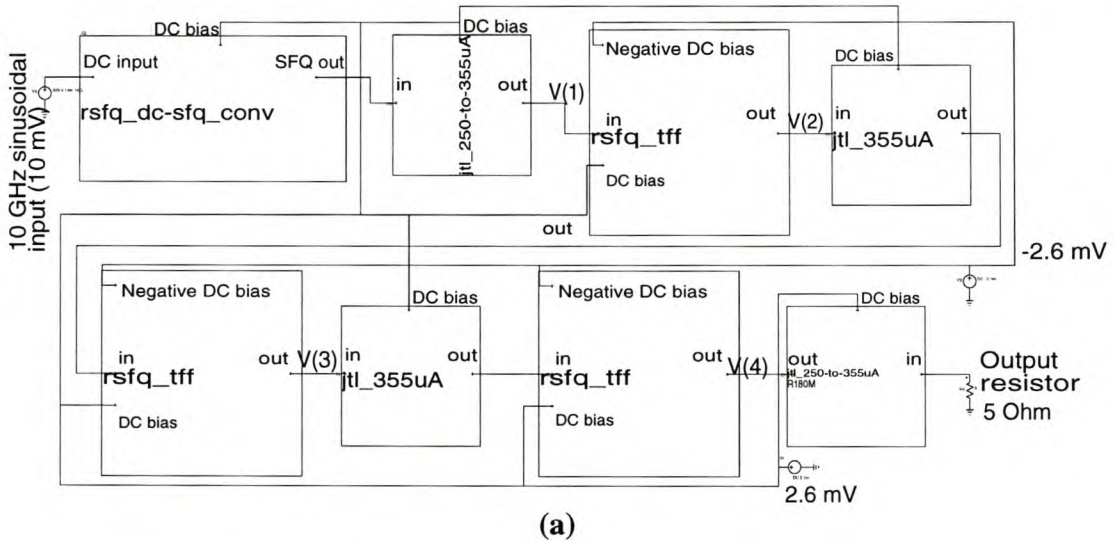 DC bias
DC input
SFQ out
rsfq_dc-sfq_conv
10 GHz sinusoidal
input (10 mV)
DC bias
in
out
jtl_250-to-355uA
V(1)
Negative DC bias
in
out
rsfq_tff
DC bias
V(2)
DC bias
in
out
jtl_355uA
out
-2.6 mV
Negative DC bias
in
out
rsfq_tff
DC bias
V(3)
DC bias
in
out
jtl_355uA
Negative DC bias
in
out
rsfq_tff
DC bias
V(4)
DC bias
out
in
jtl_250-to-355uA
R180M
Output
resistor
5 Ohm
2.6 mV
(a)